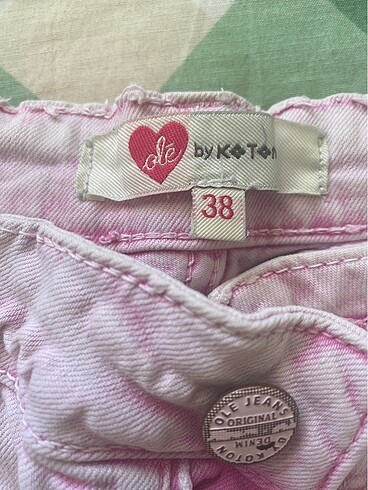 olé by KOTON
38
OLE JEANS
ORIGINAL
DENIM
BY KOTON